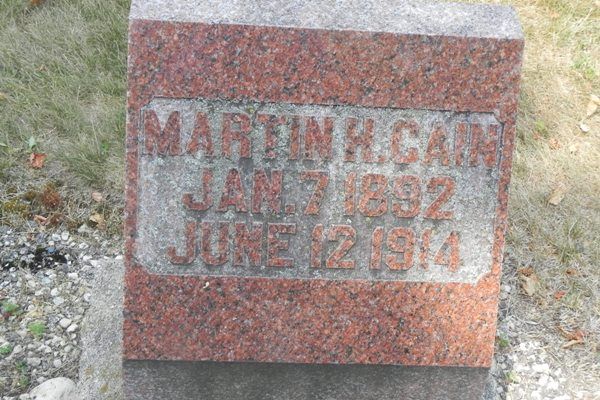 MARTIN H. CAIN
JAN. 7 1892
JUNE 12 1914